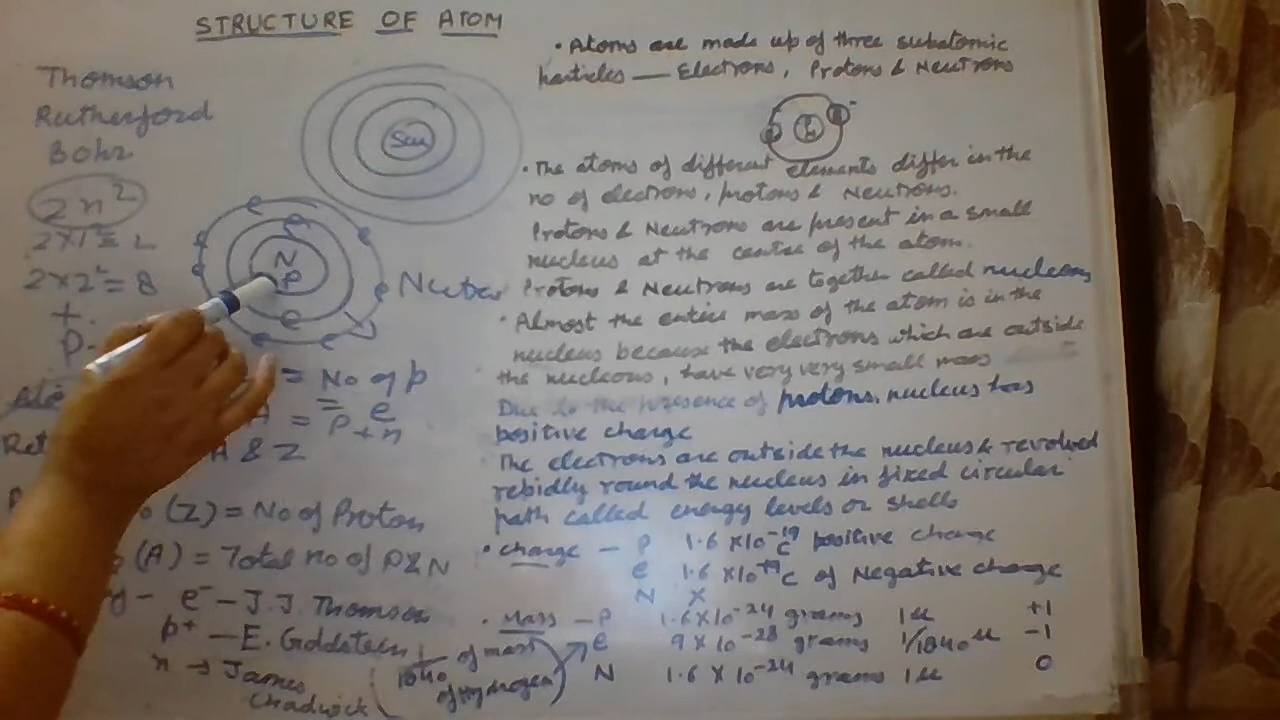 STRUCTURE OF ATOM
Thomson
Rutherford
Bohr
2n²
2×1²= 2
2×2²= 8
+
p
Sun
e
e
e
e
e
N
P
e
e
e
e
= No of p
= e
A = p+n
A & Z
(Z) = No of Proton
(A) = Total no of P&N
e⁻ – J.J. Thomson
p⁺ — E. Goldstein
n → James
Chadwick
• Atoms are made up of three subatomic
particles — Electrons, Protons & Neutrons
• The atoms of different elements differ in the
no of electrons, protons & Neutrons.
Protons & Neutrons are present in a small
nucleus at the centre of the atom.
Protons & Neutrons are together called nucleons
• Almost the entire mass of the atom is in the
nucleus because the electrons which are outside
the nucleous, have very very small mass
Due to the presence of protons, nucleus has
positive charge
The electrons are outside the nucleus & revolved
rebidly round the nucleus in fixed circular
path called energy levels or shells
• charge – P 1.6 ×10⁻¹⁹ C positive charge
e 1.6 ×10⁻¹⁹ C of Negative charge
N X
• Mass – P 1.6×10⁻²⁴ grams 1u +1
e 9 × 10⁻²⁸ grams 1/1840 u -1
N 1.6 × 10⁻²⁴ grams 1u 0
(1/1840 of mass
of Hydrogen)